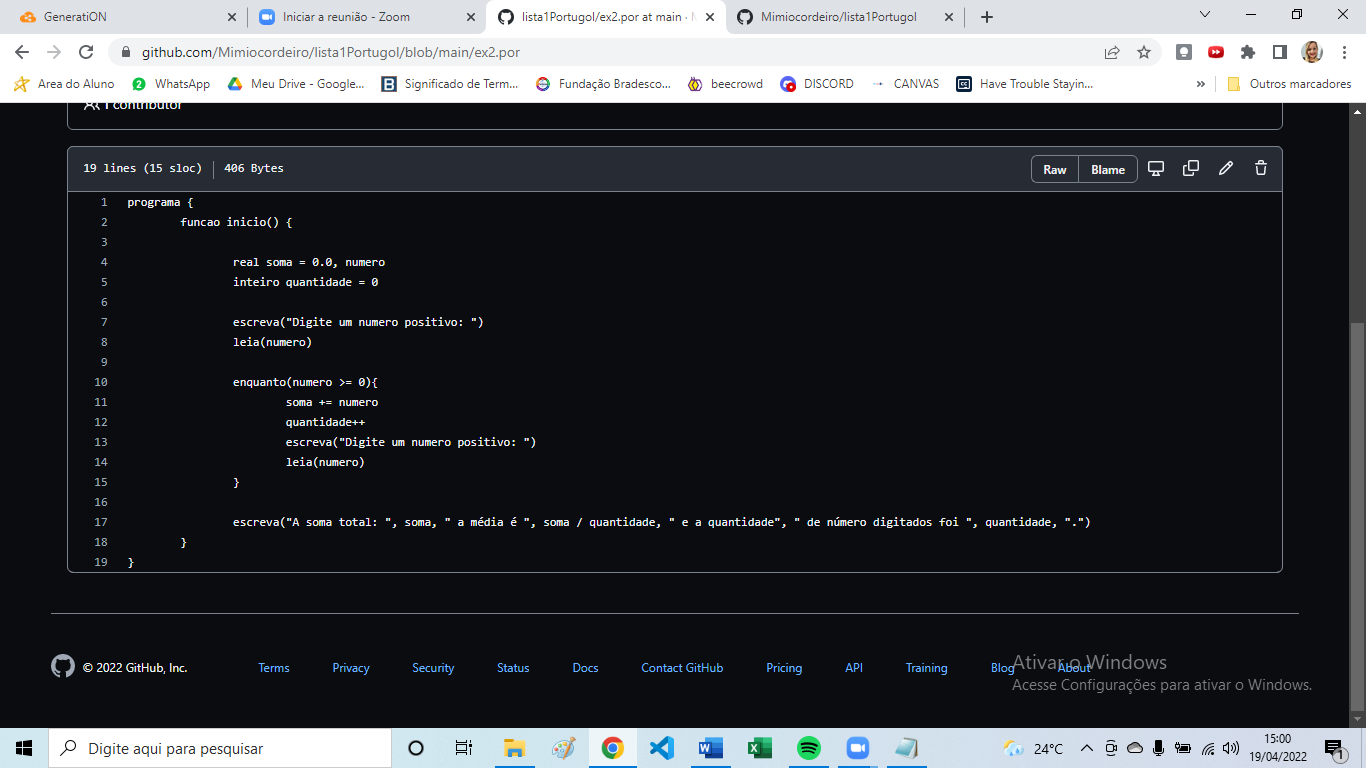 GeneratiON
Iniciar a reunião - Zoom
lista1Portugol/ex2.por at main · M
Mimiocordeiro/lista1Portugol
github.com/Mimiocordeiro/lista1Portugol/blob/main/ex2.por
Area do Aluno
2
WhatsApp
Meu Drive - Google...
Significado de Term...
Fundação Bradesco...
beecrowd
DISCORD
CANVAS
Have Trouble Stayin...
»
Outros marcadores
1 contributor
19 lines (15 sloc) 406 Bytes
Raw
Blame
1 programa {
2 funcao inicio() {
3
4 real soma = 0.0, numero
5 inteiro quantidade = 0
6
7 escreva("Digite um numero positivo: ")
8 leia(numero)
9
10 enquanto(numero >= 0){
11 soma += numero
12 quantidade++
13 escreva("Digite um numero positivo: ")
14 leia(numero)
15 }
16
17 escreva("A soma total: ", soma, " a média é ", soma / quantidade, " e a quantidade", " de número digitados foi ", quantidade, ".")
18 }
19 }
© 2022 GitHub, Inc.
Terms
Privacy
Security
Status
Docs
Contact GitHub
Pricing
API
Training
Blog
About
Ativar o Windows
Acesse Configurações para ativar o Windows.
Digite aqui para pesquisar
24°C
15:00
19/04/2022
1